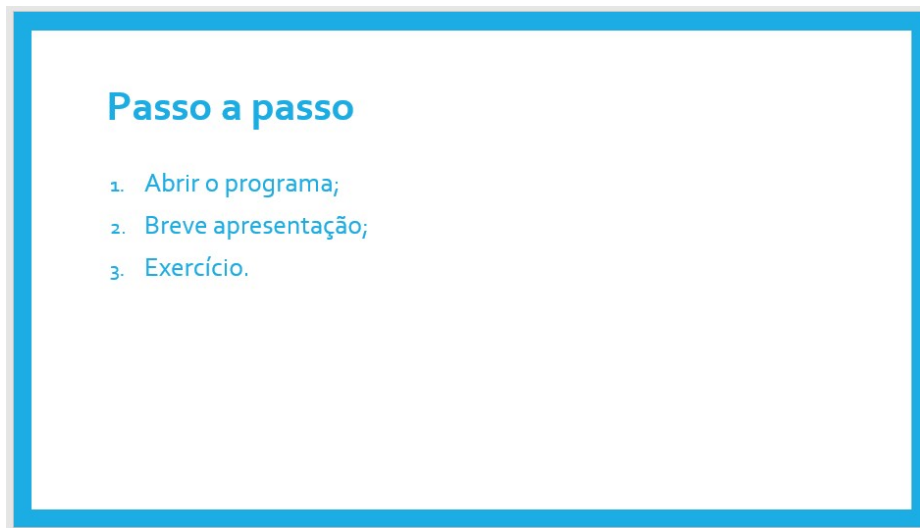 Passo a passo
1. Abrir o programa;
2. Breve apresentação;
3. Exercício.